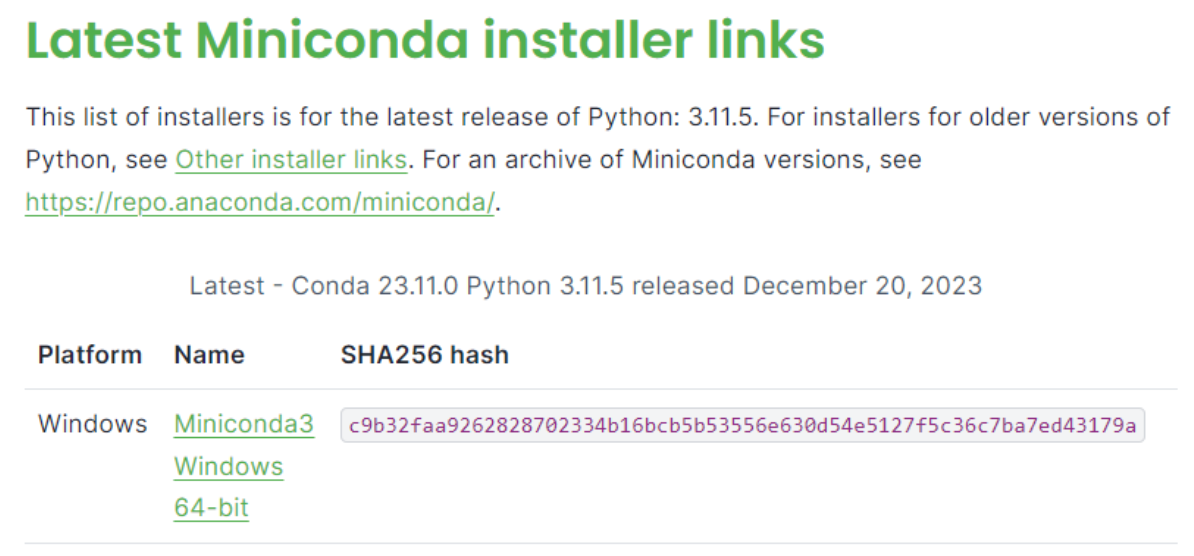 Latest Miniconda installer links
This list of installers is for the latest release of Python: 3.11.5. For installers for older versions of
Python, see Other installer links. For an archive of Miniconda versions, see
https://repo.anaconda.com/miniconda/.
Latest - Conda 23.11.0 Python 3.11.5 released December 20, 2023
Platform Name SHA256 hash
Windows Miniconda3 c9b32faa9262828702334b16bcb5b53556e630d54e5127f5c36c7ba7ed43179a
Windows
64-bit